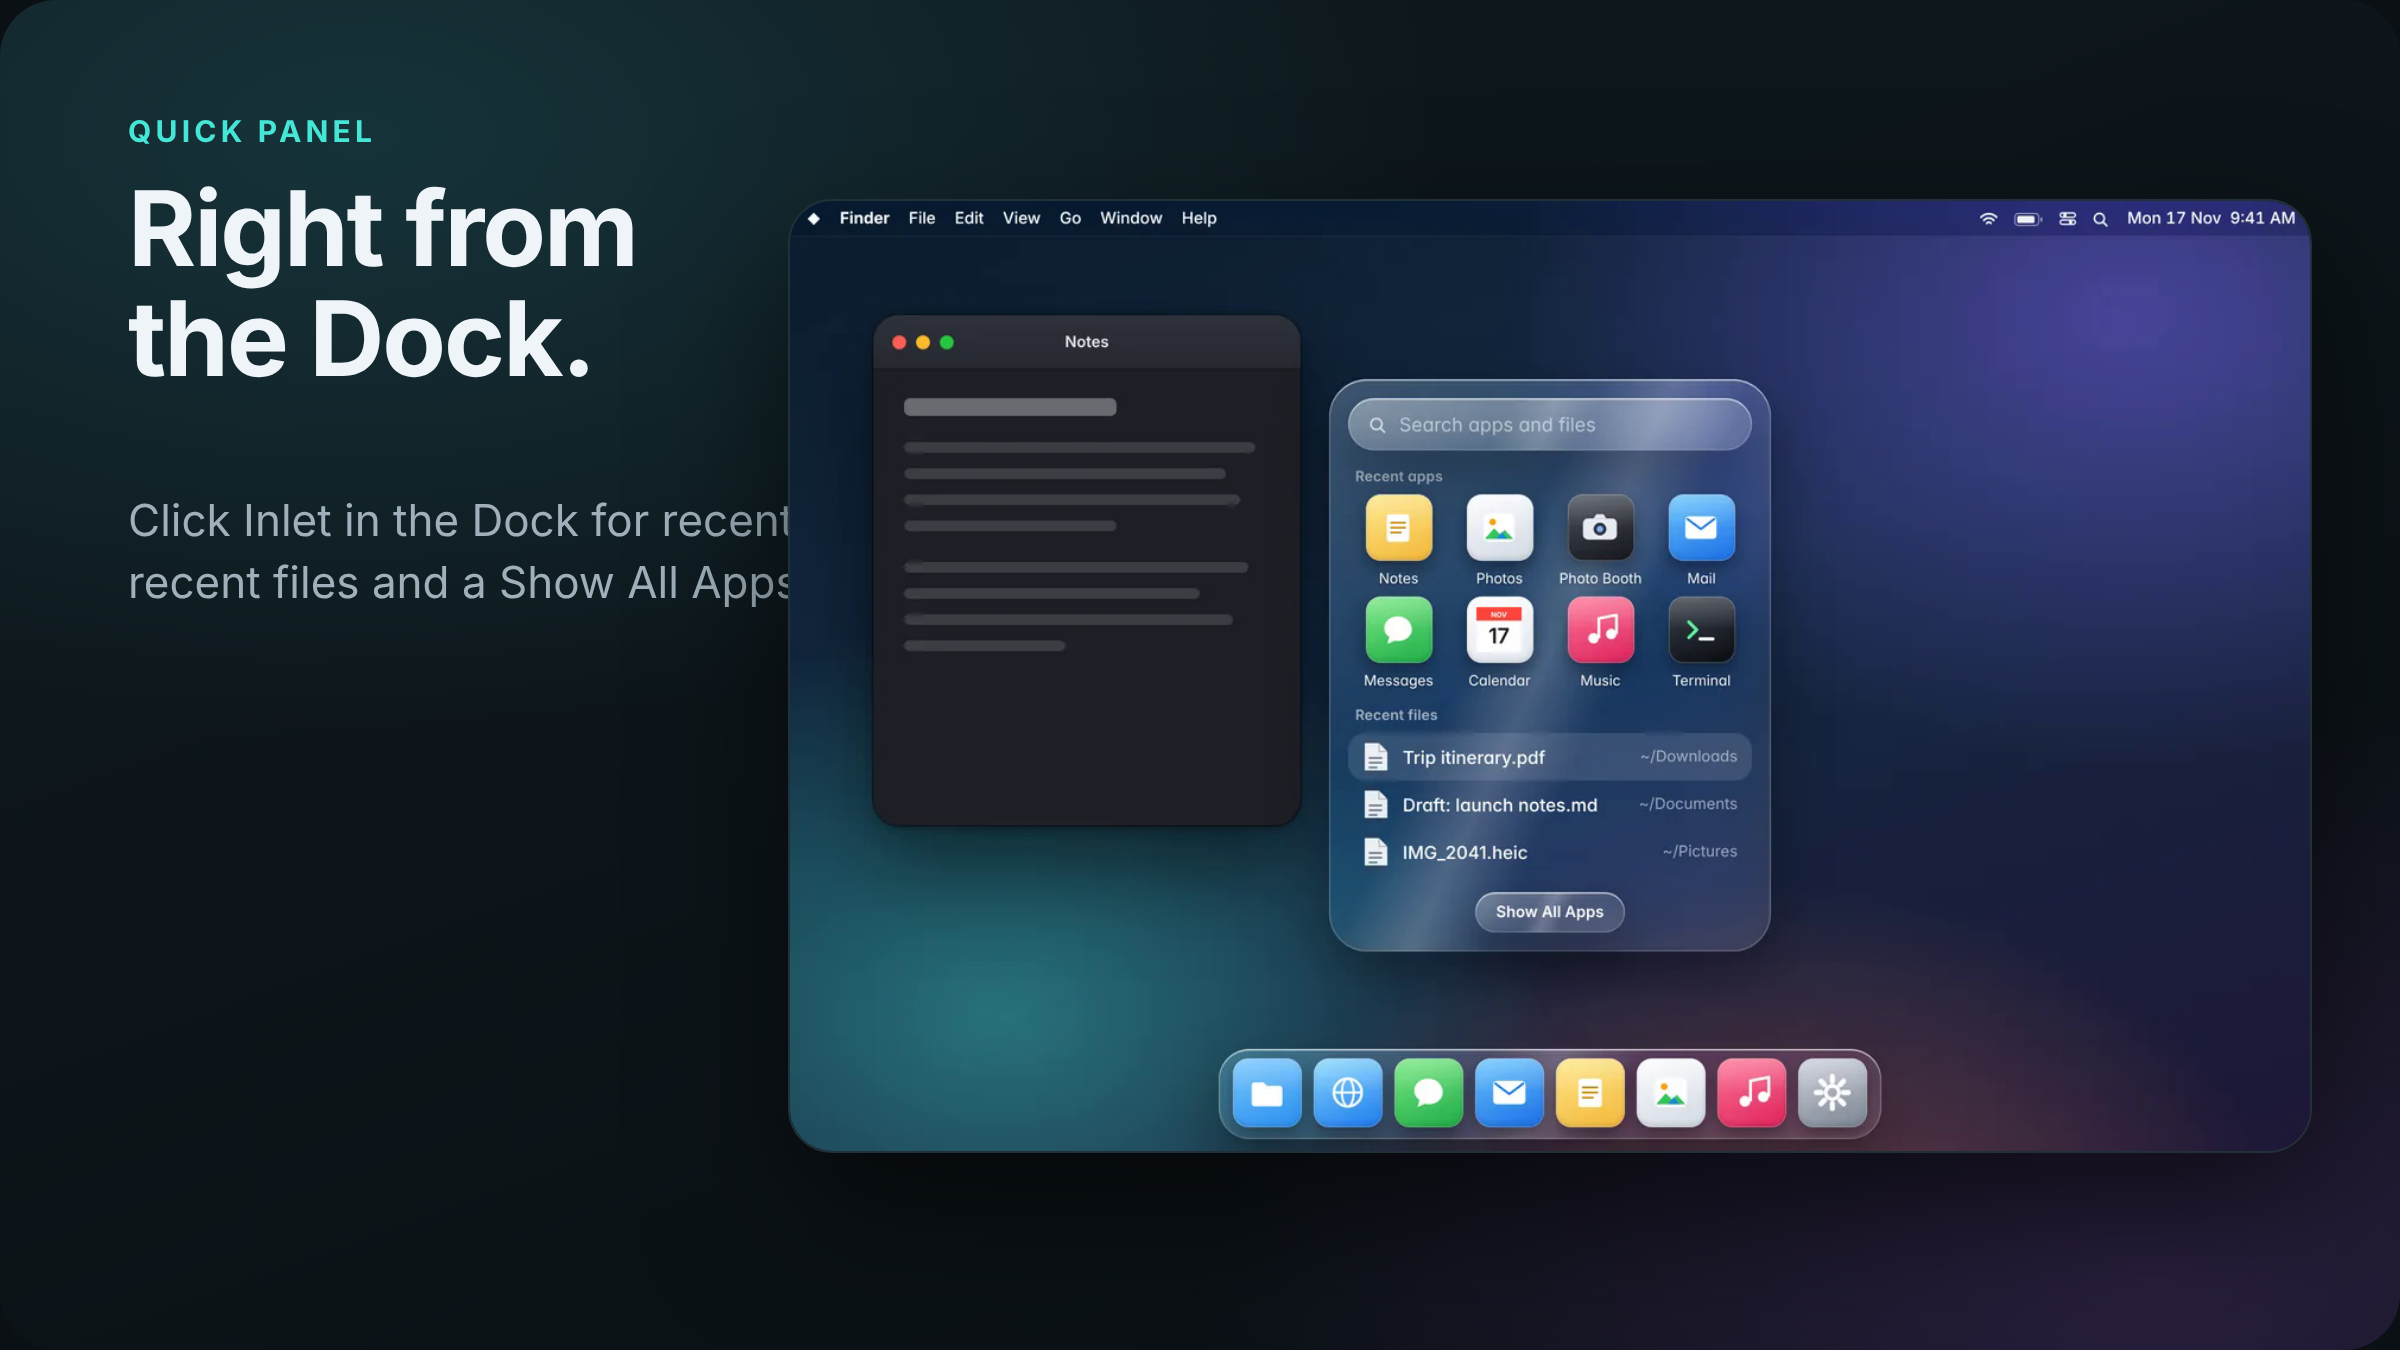 QUICK PANEL
Right from
the Dock.
Click Inlet in the Dock for recent
recent files and a Show All Apps
Finder File Edit View Go Window Help
Mon 17 Nov 9:41 AM
Notes
Search apps and files
Recent apps
Notes Photos Photo Booth Mail
NOV
17
Messages Calendar Music Terminal
Recent files
Trip itinerary.pdf ~/Downloads
Draft: launch notes.md ~/Documents
IMG_2041.heic ~/Pictures
Show All Apps